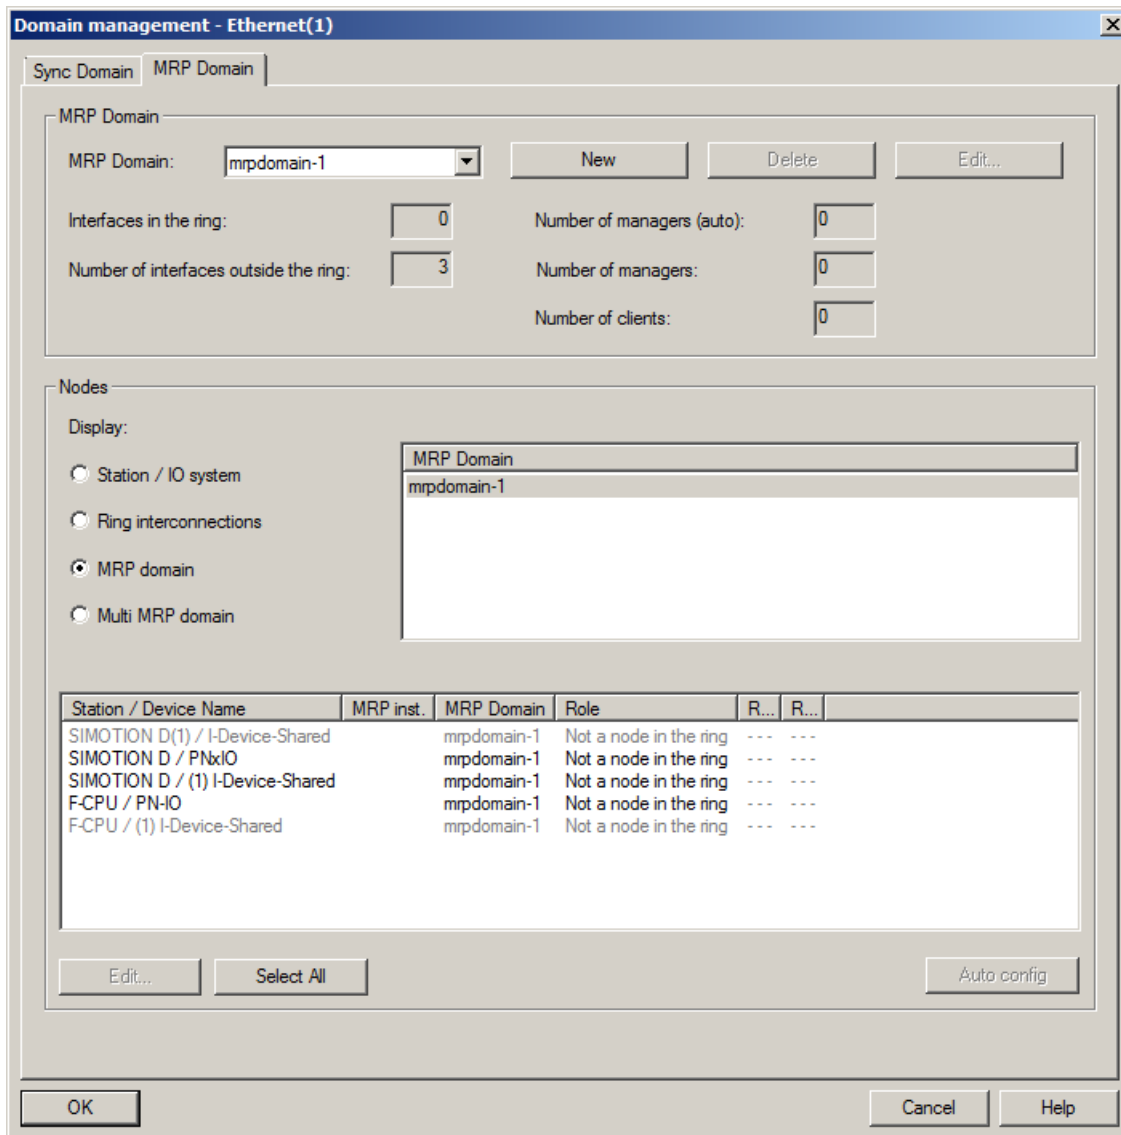 Domain management - Ethernet(1)
Sync Domain MRP Domain
MRP Domain
MRP Domain: mrpdomain-1 New Delete Edit...
Interfaces in the ring: 0 Number of managers (auto): 0
Number of interfaces outside the ring: 3 Number of managers: 0
Number of clients: 0
Nodes
Display:
MRP Domain
Station / IO system
mrpdomain-1
Ring interconnections
MRP domain
Multi MRP domain
Station / Device Name MRP inst. MRP Domain Role R... R...
SIMOTION D(1) / I-Device-Shared mrpdomain-1 Not a node in the ring --- ---
SIMOTION D / PNxIO mrpdomain-1 Not a node in the ring --- ---
SIMOTION D / (1) I-Device-Shared mrpdomain-1 Not a node in the ring --- ---
F-CPU / PN-IO mrpdomain-1 Not a node in the ring --- ---
F-CPU / (1) I-Device-Shared mrpdomain-1 Not a node in the ring --- ---
Edit... Select All Auto config
OK Cancel Help